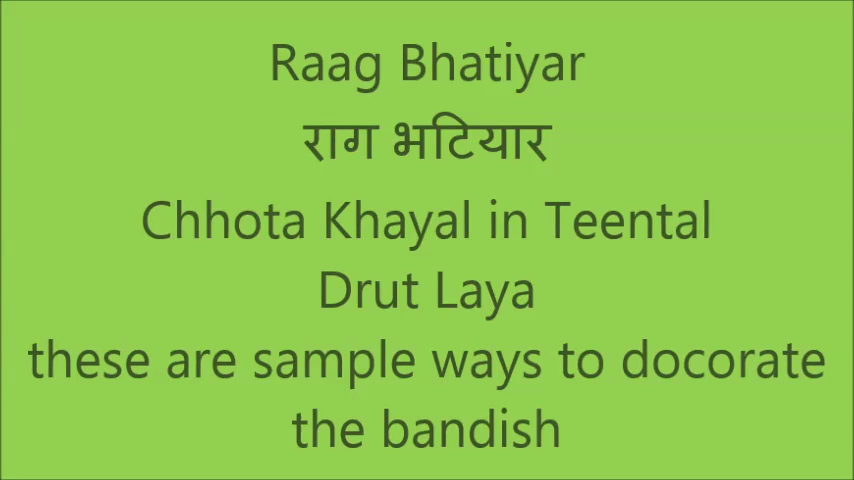 Raag Bhatiyar
राग भटियार
Chhota Khayal in Teental
Drut Laya
these are sample ways to docorate
the bandish